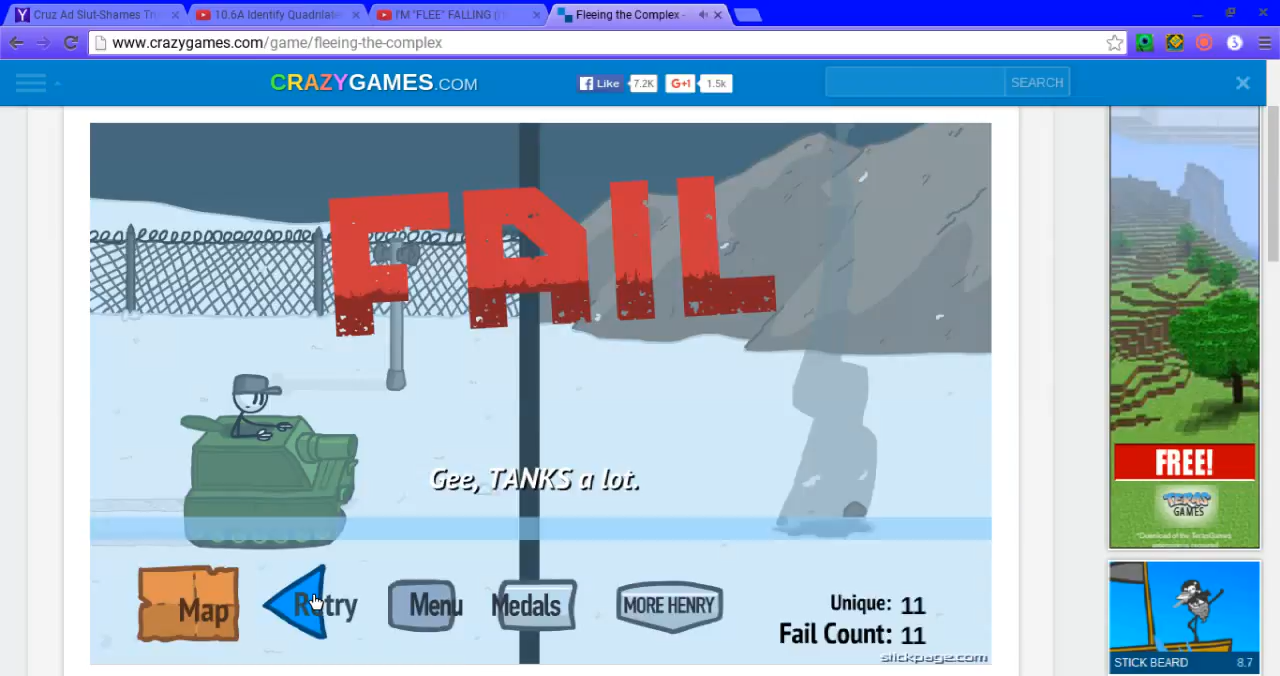 Cruz Ad Slut-Shames Tr
10.6A Identify Quadrilate
I'M "FLEE" FALLING (
Fleeing the Complex -
www.crazygames.com/game/fleeing-the-complex
CRAZYGAMES.COM
Like 7.2K
G+1 1.5k
SEARCH
FAIL
Gee, TANKS a lot.
Map
Retry
Menu
Medals
MORE HENRY
Unique: 11
Fail Count: 11
stickpage.com
FREE!
TERAS GAMES
STICK BEARD 8.7